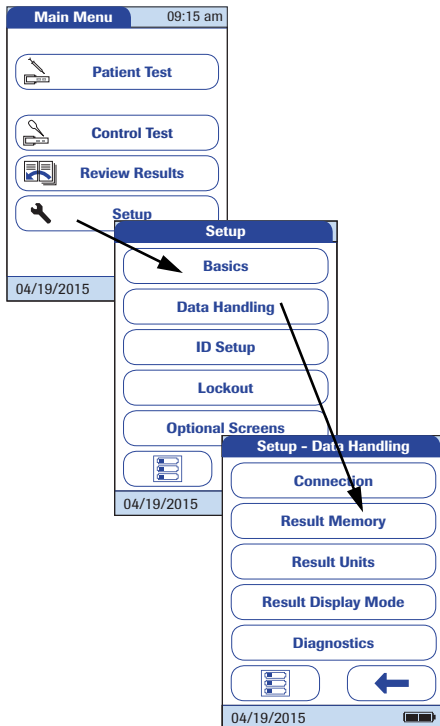 Main Menu 09:15 am
Patient Test
Control Test
Review Results
Setup
04/19/2015
Setup
Basics
Data Handling
ID Setup
Lockout
Optional Screens
04/19/2015
Setup - Data Handling
Connection
Result Memory
Result Units
Result Display Mode
Diagnostics
04/19/2015